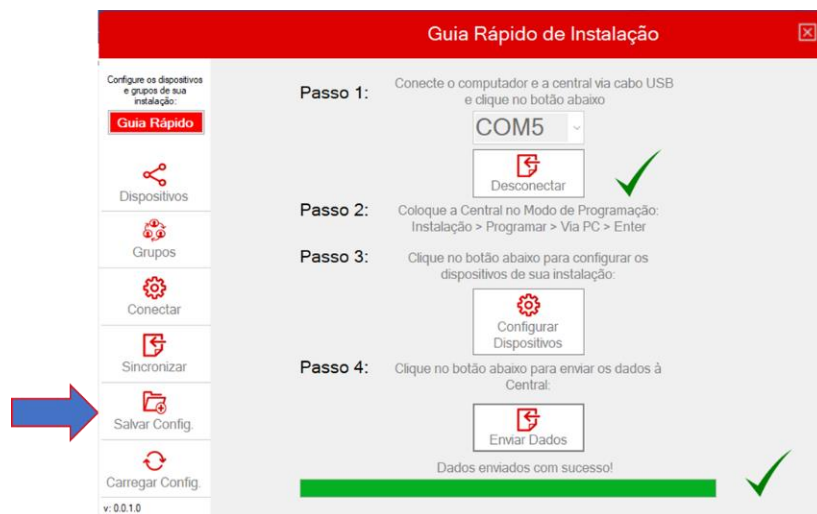 Guia Rápido de Instalação
Configure os dispositivos
e grupos de sua
instalação:
Guia Rápido
Dispositivos
Grupos
Conectar
Sincronizar
Salvar Config.
Carregar Config.
v: 0.0.1.0
Passo 1:
Conecte o computador e a central via cabo USB
e clique no botão abaixo
COM5
Desconectar
Passo 2:
Coloque a Central no Modo de Programação:
Instalação > Programar > Via PC > Enter
Passo 3:
Clique no botão abaixo para configurar os
dispositivos de sua instalação:
Configurar
Dispositivos
Passo 4:
Clique no botão abaixo para enviar os dados à
Central:
Enviar Dados
Dados enviados com sucesso!